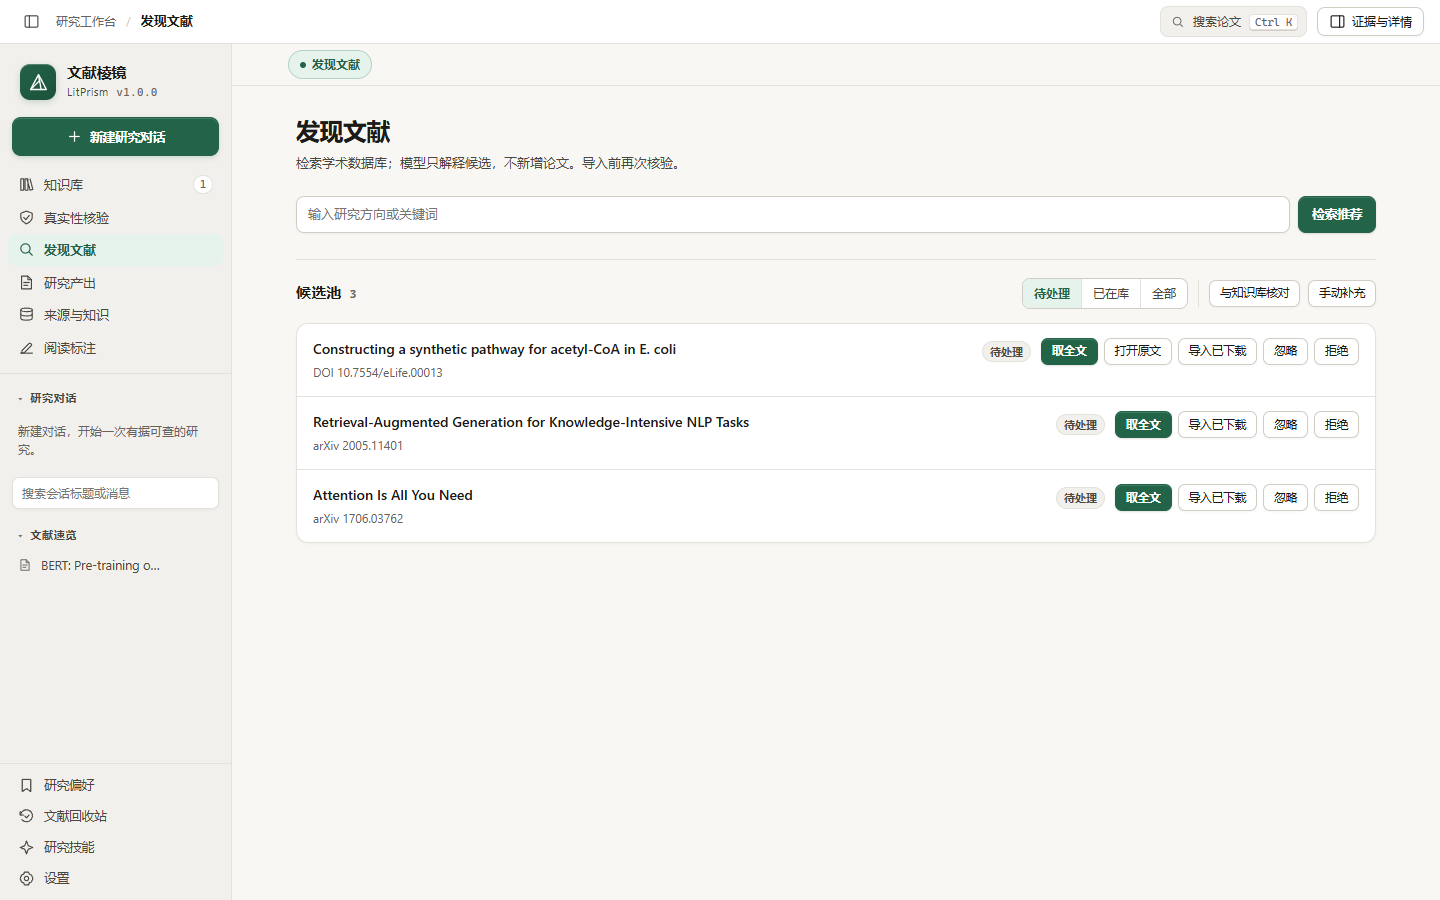 研究工作台 / 发现文献
搜索论文 Ctrl K
证据与详情
文献棱镜
LitPrism v1.0.0
新建研究对话
知识库 1
真实性核验
发现文献
研究产出
来源与知识
阅读标注
研究对话
新建对话，开始一次有据可查的研
究。
搜索会话标题或消息
文献速览
BERT: Pre-training o...
研究偏好
文献回收站
研究技能
设置
发现文献
发现文献
检索学术数据库；模型只解释候选，不新增论文。导入前再次核验。
输入研究方向或关键词
检索推荐
候选池 3
待处理 已在库 全部 与知识库核对 手动补充
Constructing a synthetic pathway for acetyl-CoA in E. coli
待处理 取全文 打开原文 导入已下载 忽略 拒绝
DOI 10.7554/eLife.00013
Retrieval-Augmented Generation for Knowledge-Intensive NLP Tasks
待处理 取全文 导入已下载 忽略 拒绝
arXiv 2005.11401
Attention Is All You Need
待处理 取全文 导入已下载 忽略 拒绝
arXiv 1706.03762